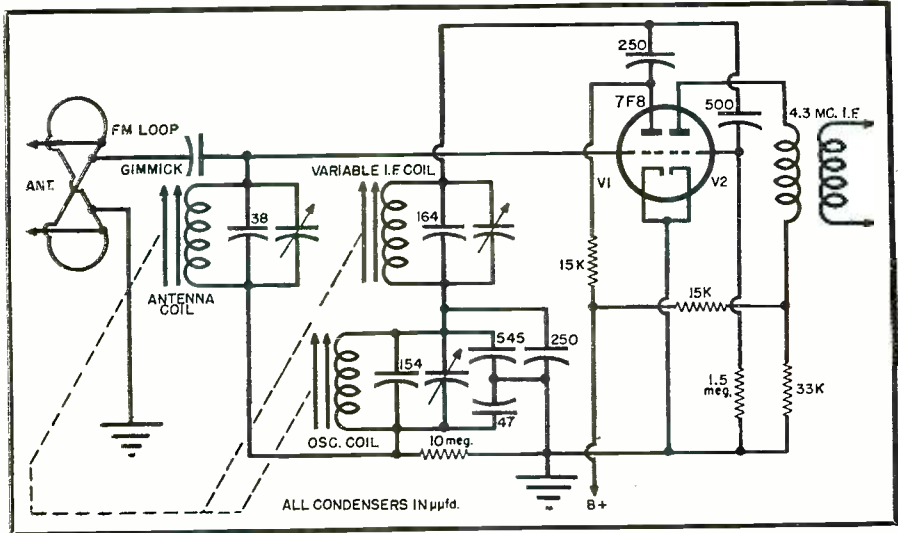 250
7F8
500
4.3 MC. I.F.
FM LOOP
GIMMICK
ANT.
VARIABLE I.F COIL
V1
V2
38
164
15K
15K
ANTENNA
COIL
545
250
154
1.5
meg.
33K
47
OSC. COIL
10 meg.
ALL CONDENSERS IN µµfd.
B+